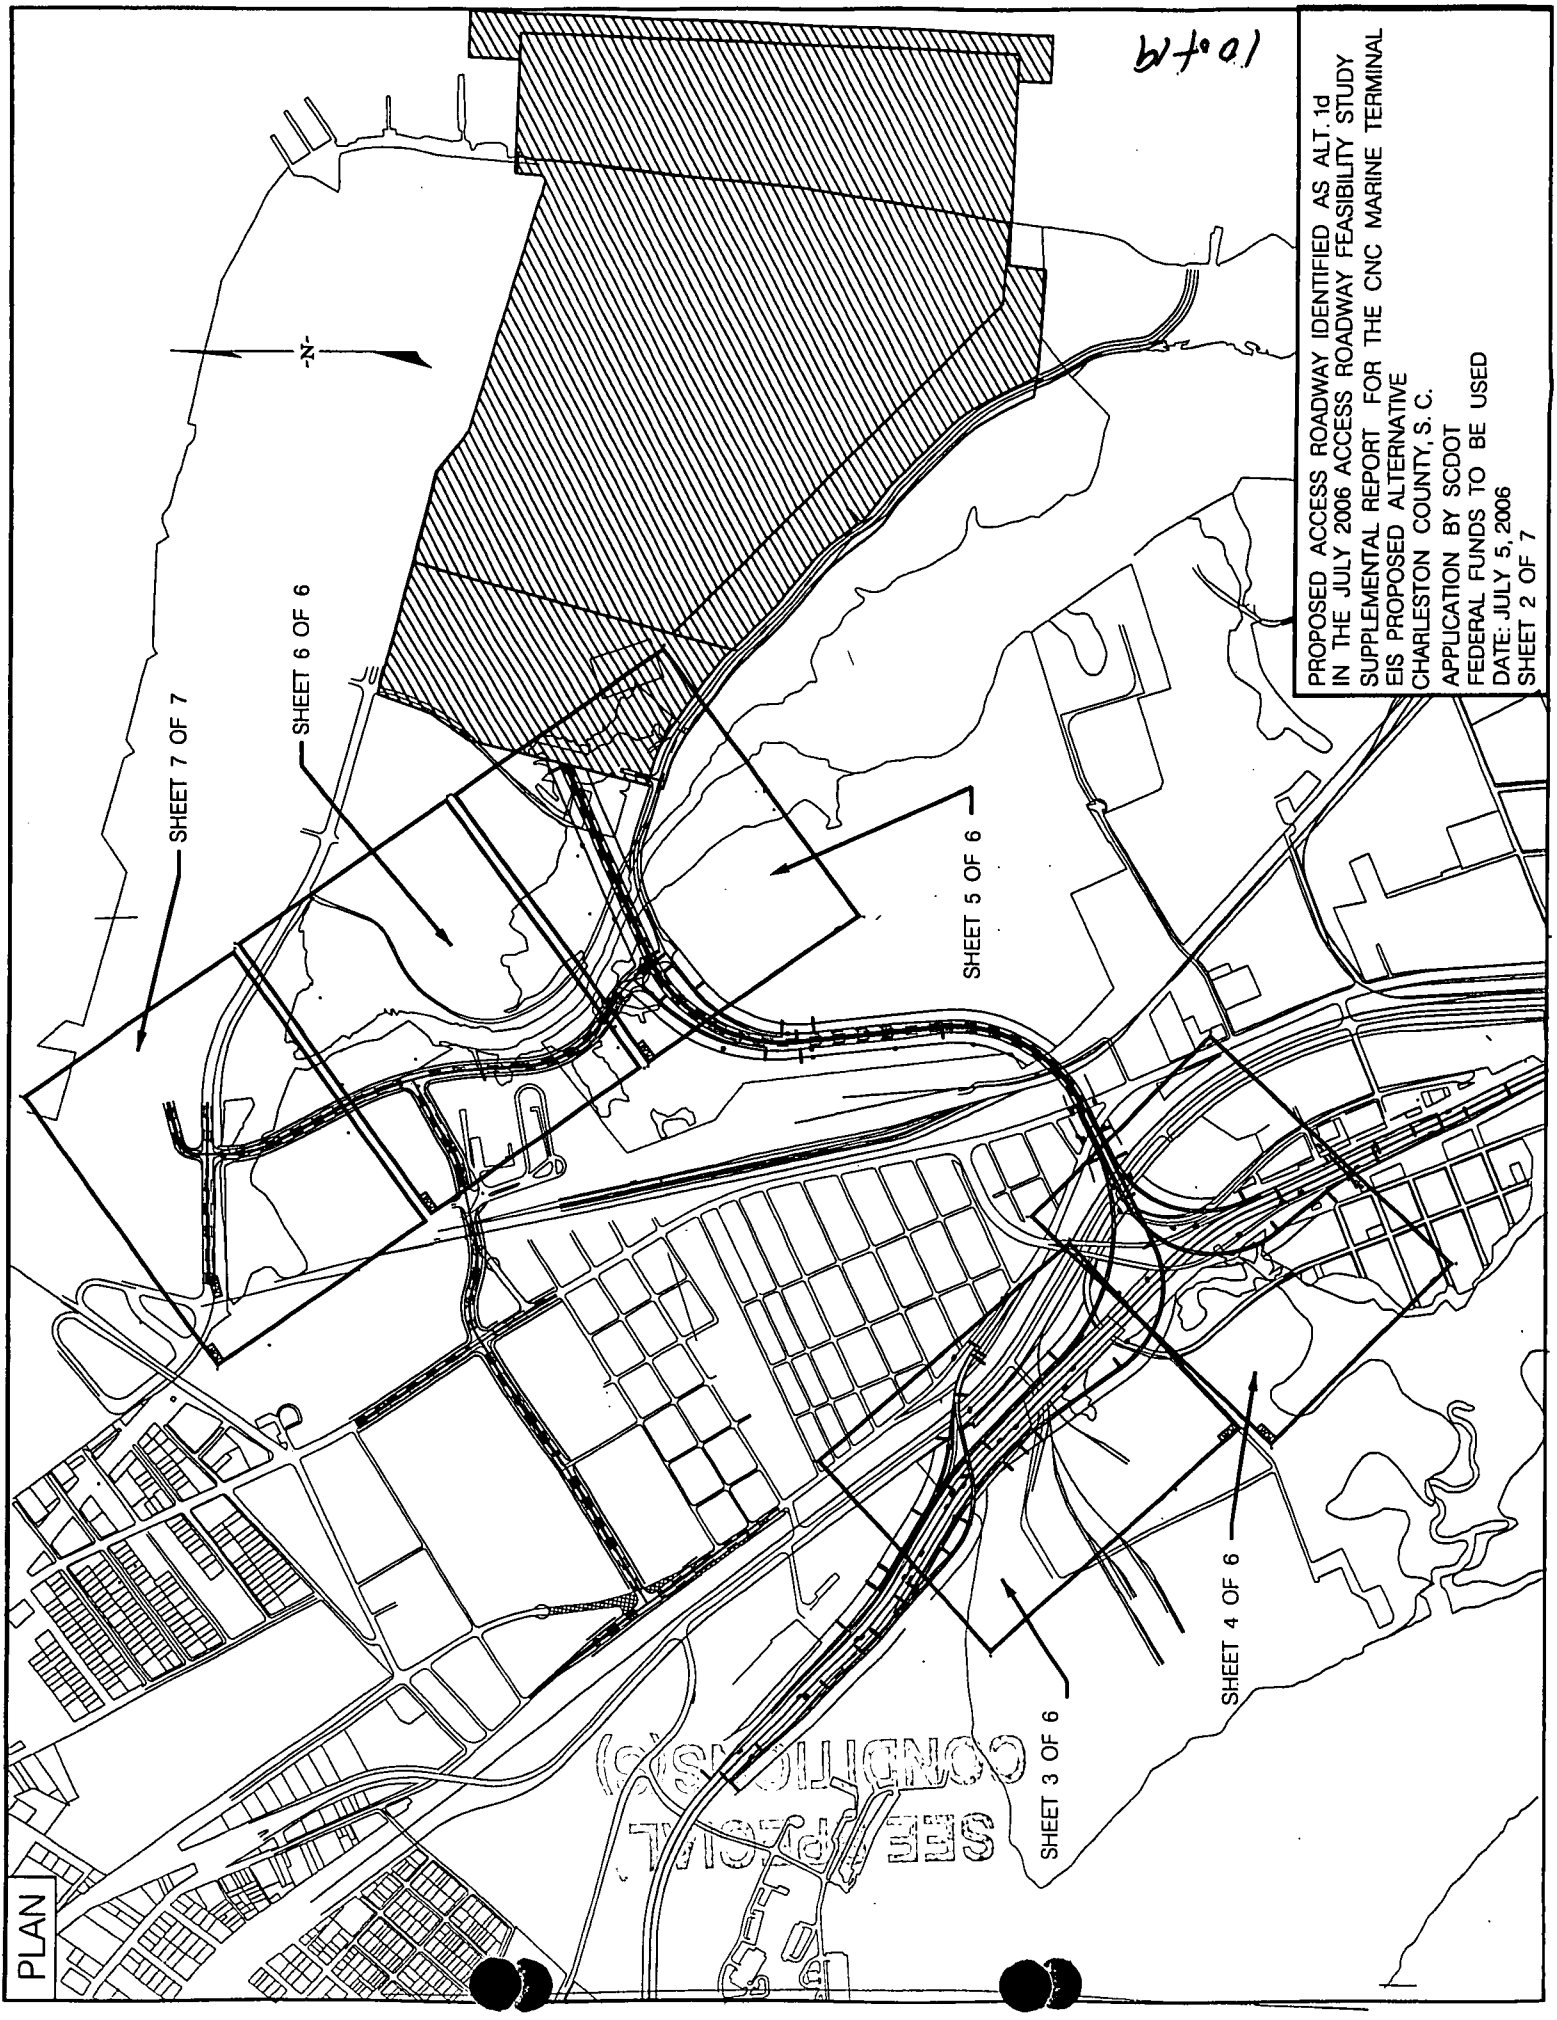 PLAN
SHEET 7 OF 7
SHEET 6 OF 6
-N-
SHEET 5 OF 6
SHEET 3 OF 6
SHEET 4 OF 6
SEE SPECIAL
CONDITIONS(S)
10 of 19
PROPOSED ACCESS ROADWAY IDENTIFIED AS ALT. 1d
IN THE JULY 2006 ACCESS ROADWAY FEASIBILITY STUDY
SUPPLEMENTAL REPORT FOR THE CNC MARINE TERMINAL
EIS PROPOSED ALTERNATIVE
CHARLESTON COUNTY, S. C.
APPLICATION BY SCDOT
FEDERAL FUNDS TO BE USED
DATE: JULY 5, 2006
SHEET 2 OF 7